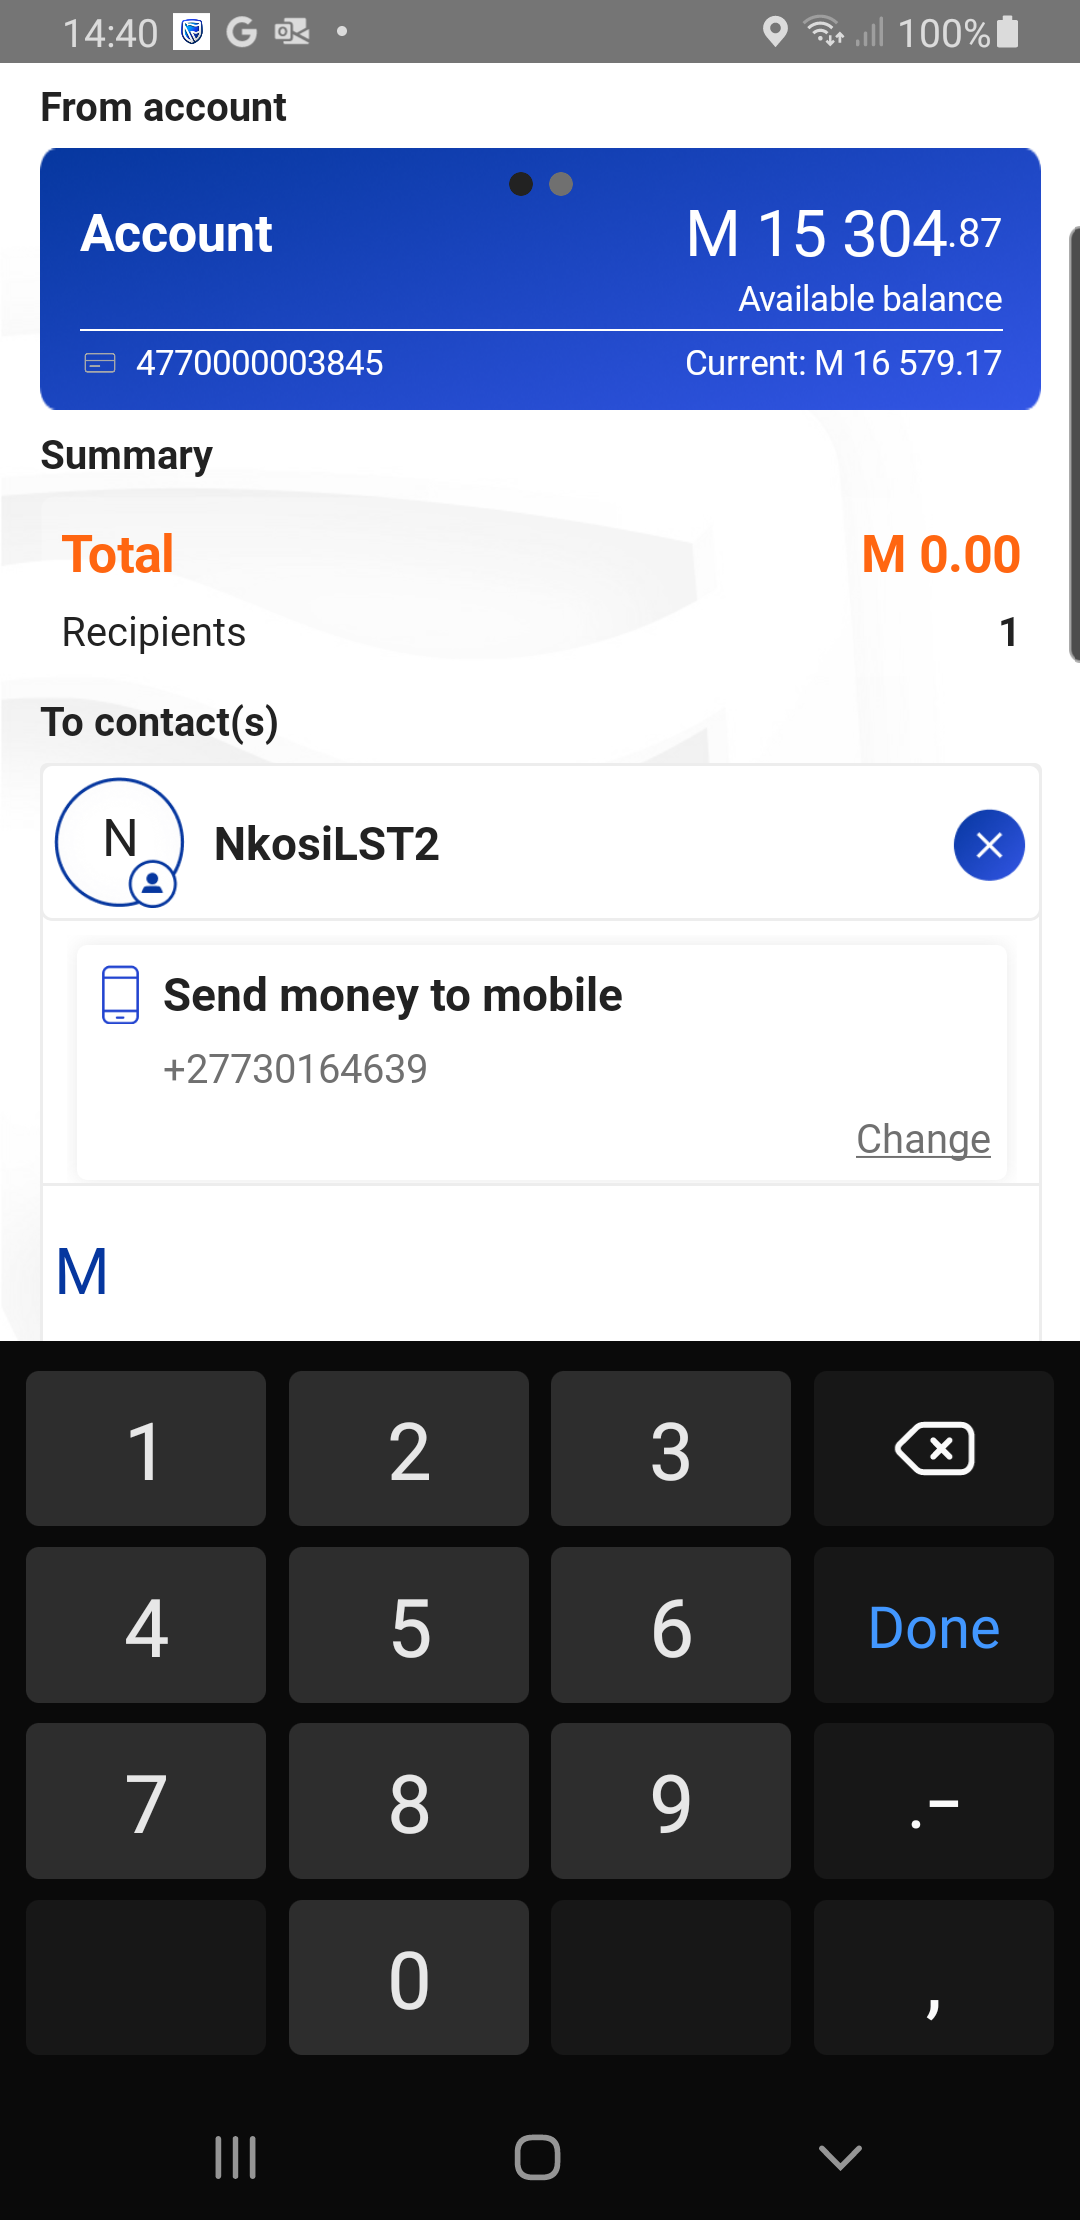 14:40 G 100%
From account
Account M 15 304.87
Available balance
4770000003845 Current: M 16 579.17
Summary
Total M 0.00
Recipients 1
To contact(s)
N NkosiLST2
Send money to mobile
+27730164639
Change
M
1 2 3
4 5 6 Done
7 8 9 .-
0 ,